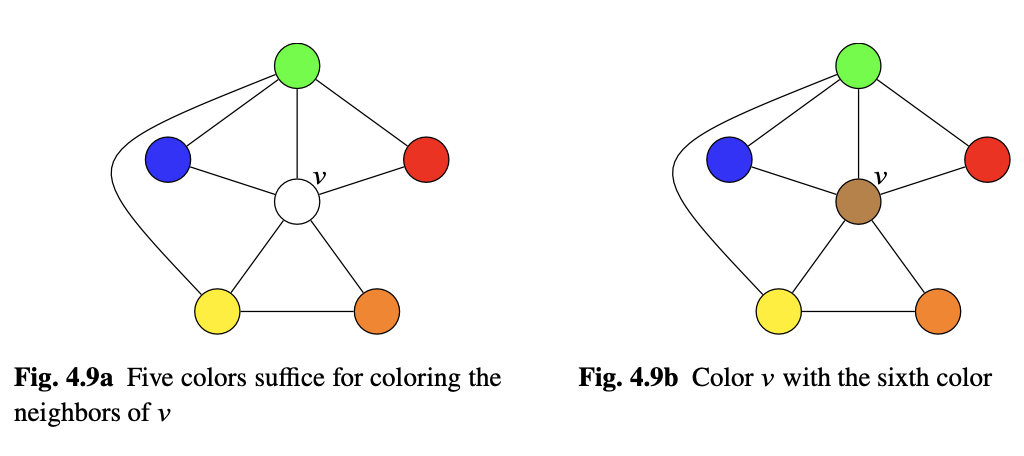 v
v
Fig. 4.9a Five colors suffice for coloring the
neighbors of v
Fig. 4.9b Color v with the sixth color